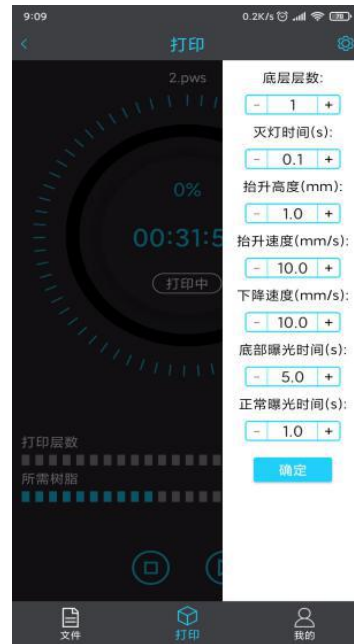 9:09 0.2K/s 70
打印
2.pws
0%
00:31:5
打印中
打印层数
所需树脂
底层层数:
- 1 +
灭灯时间(s):
- 0.1 +
抬升高度(mm):
- 1.0 +
抬升速度(mm/s):
- 10.0 +
下降速度(mm/s):
- 10.0 +
底部曝光时间(s):
- 5.0 +
正常曝光时间(s):
- 1.0 +
确定
文件 打印 我的